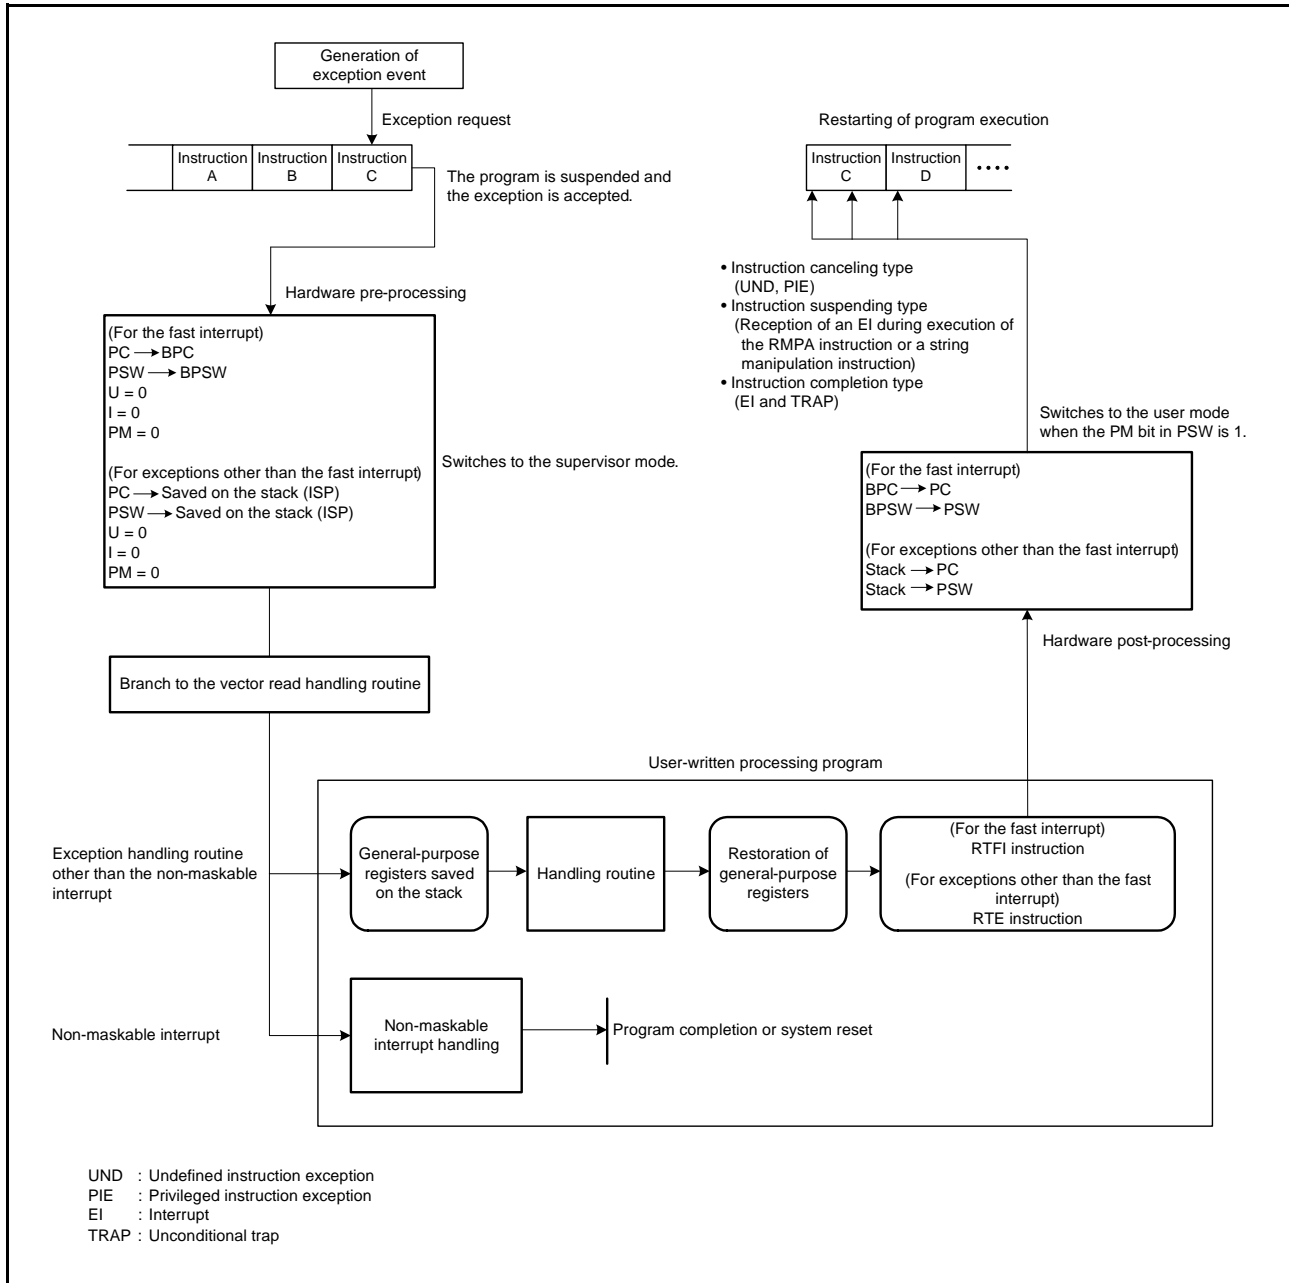 Generation of
exception event
Exception request
Instruction
A
Instruction
B
Instruction
C
The program is suspended and
the exception is accepted.
Hardware pre-processing
(For the fast interrupt)
PC → BPC
PSW → BPSW
U = 0
I = 0
PM = 0
(For exceptions other than the fast interrupt)
PC → Saved on the stack (ISP)
PSW → Saved on the stack (ISP)
U = 0
I = 0
PM = 0
Switches to the supervisor mode.
Branch to the vector read handling routine
Restarting of program execution
Instruction
C
Instruction
D
....
• Instruction canceling type
(UND, PIE)
• Instruction suspending type
(Reception of an EI during execution of
the RMPA instruction or a string
manipulation instruction)
• Instruction completion type
(EI and TRAP)
Switches to the user mode
when the PM bit in PSW is 1.
(For the fast interrupt)
BPC → PC
BPSW → PSW
(For exceptions other than the fast interrupt)
Stack → PC
Stack → PSW
Hardware post-processing
User-written processing program
Exception handling routine
other than the non-maskable
interrupt
General-purpose
registers saved
on the stack
Handling routine
Restoration of
general-purpose
registers
(For the fast interrupt)
RTFI instruction
(For exceptions other than the fast
interrupt)
RTE instruction
Non-maskable interrupt
Non-maskable
interrupt handling
Program completion or system reset
UND : Undefined instruction exception
PIE : Privileged instruction exception
EI : Interrupt
TRAP : Unconditional trap